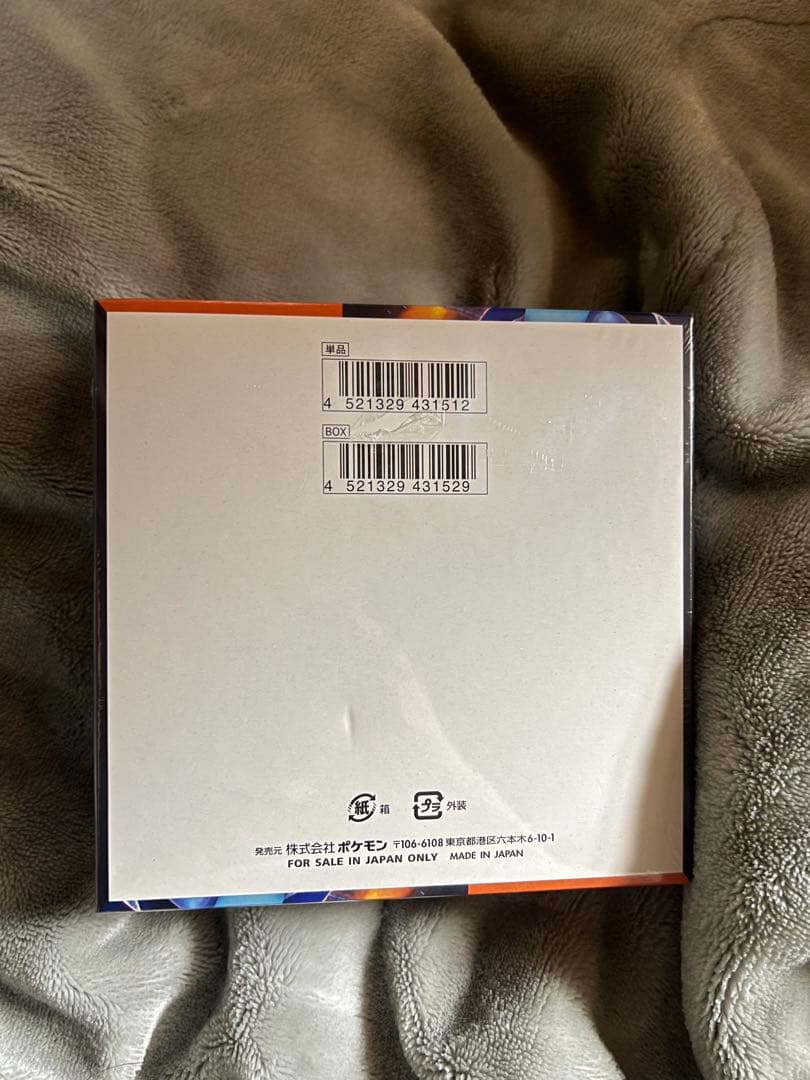 単品
4 521329 431512
BOX
4 521329 431529
紙 箱 プラ 外装
発売元 株式会社ポケモン 〒106-6108 東京都港区六本木6-10-1
FOR SALE IN JAPAN ONLY MADE IN JAPAN